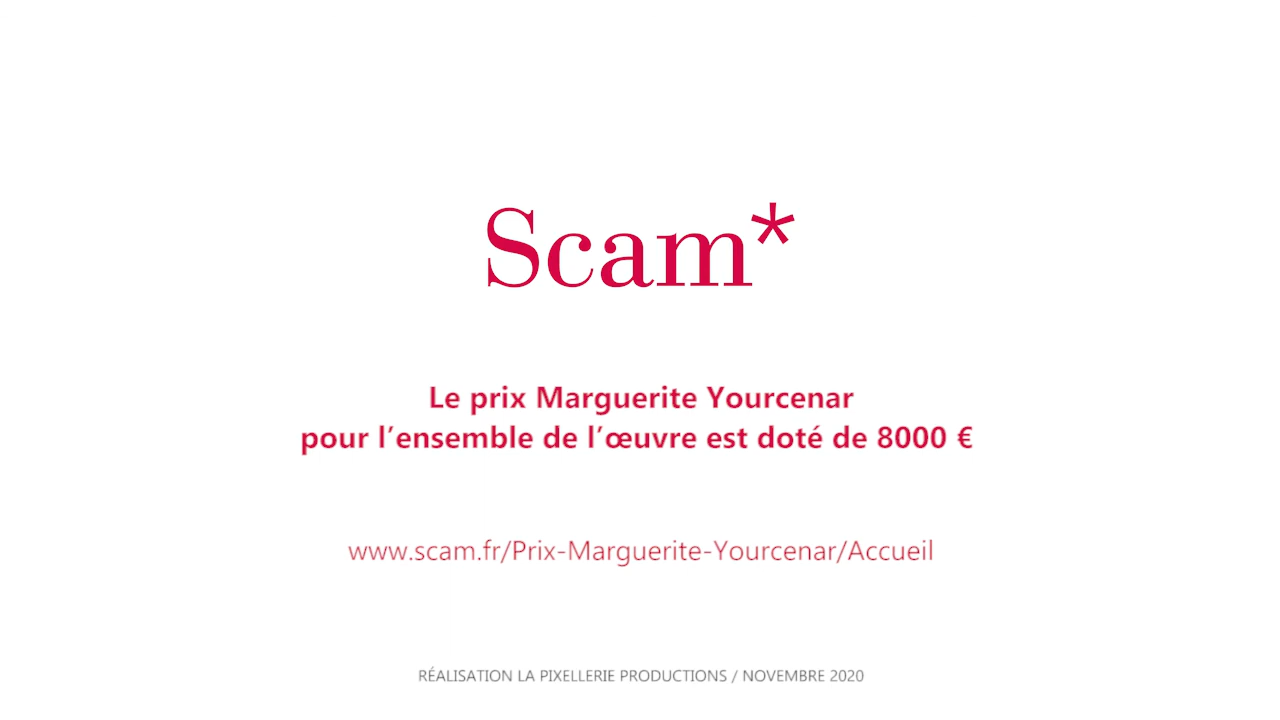 Scam*
Le prix Marguerite Yourcenar
pour l’ensemble de l’œuvre est doté de 8000 €
www.scam.fr/Prix-Marguerite-Yourcenar/Accueil
RÉALISATION LA PIXELLERIE PRODUCTIONS / NOVEMBRE 2020